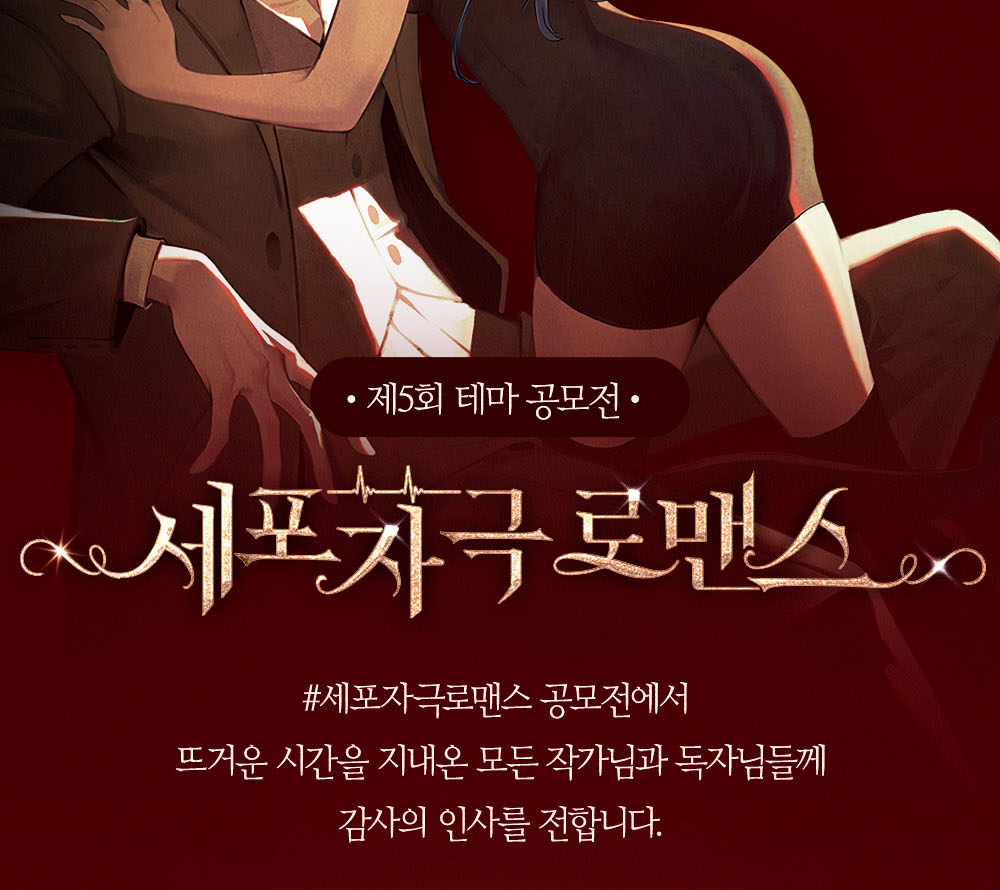 • 제5회 테마 공모전 •
세포자극 로맨스
#세포자극로맨스 공모전에서
뜨거운 시간을 지내온 모든 작가님과 독자님들께
감사의 인사를 전합니다.